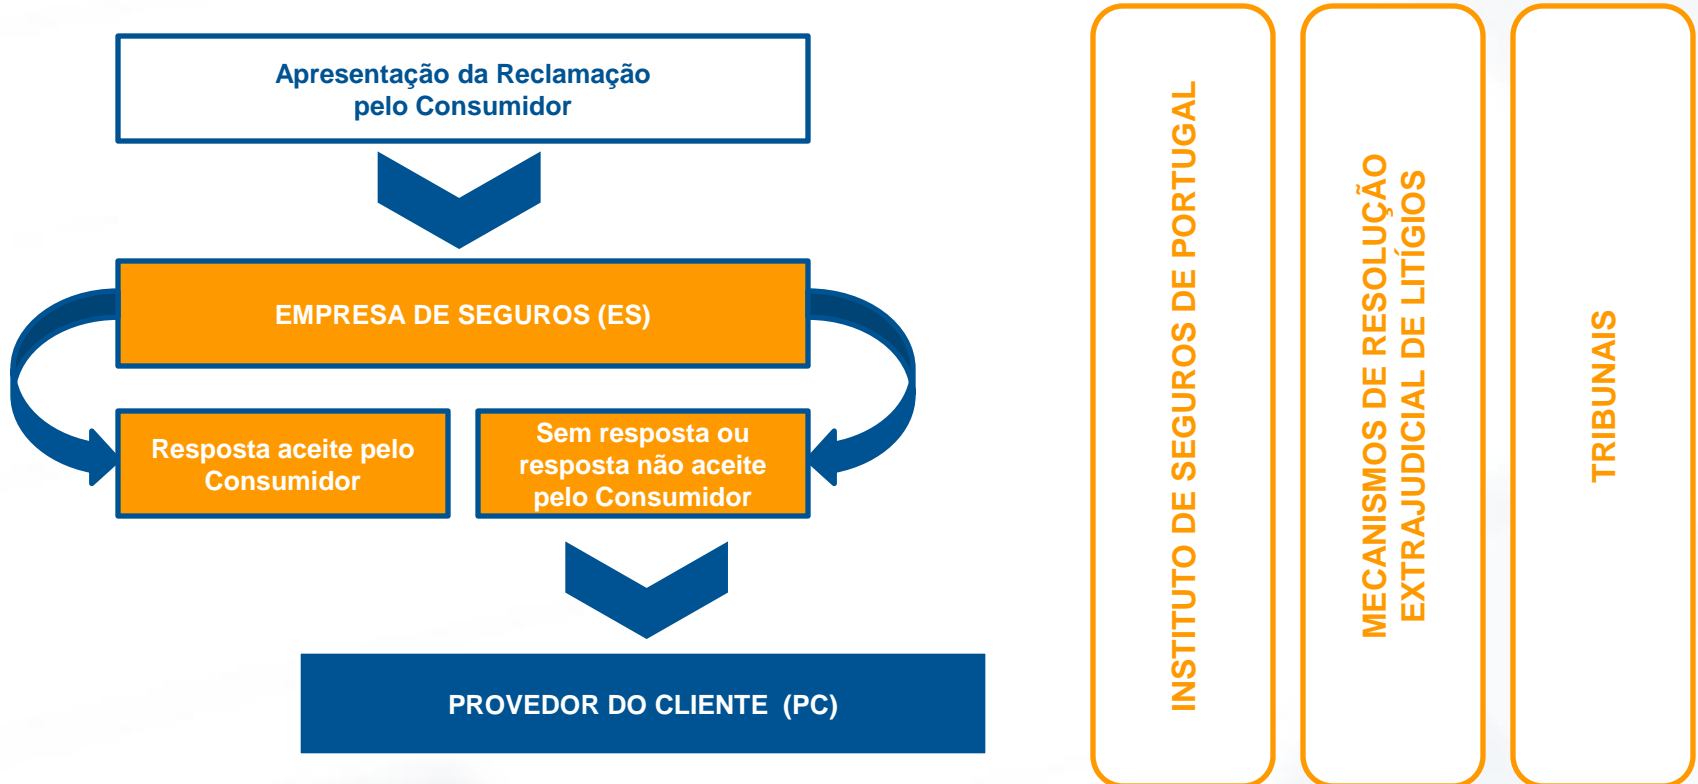 Apresentação da Reclamação
pelo Consumidor
EMPRESA DE SEGUROS (ES)
Resposta aceite pelo
Consumidor
Sem resposta ou
resposta não aceite
pelo Consumidor
PROVEDOR DO CLIENTE (PC)
INSTITUTO DE SEGUROS DE PORTUGAL
MECANISMOS DE RESOLUÇÃO
EXTRAJUDICIAL DE LITÍGIOS
TRIBUNAIS